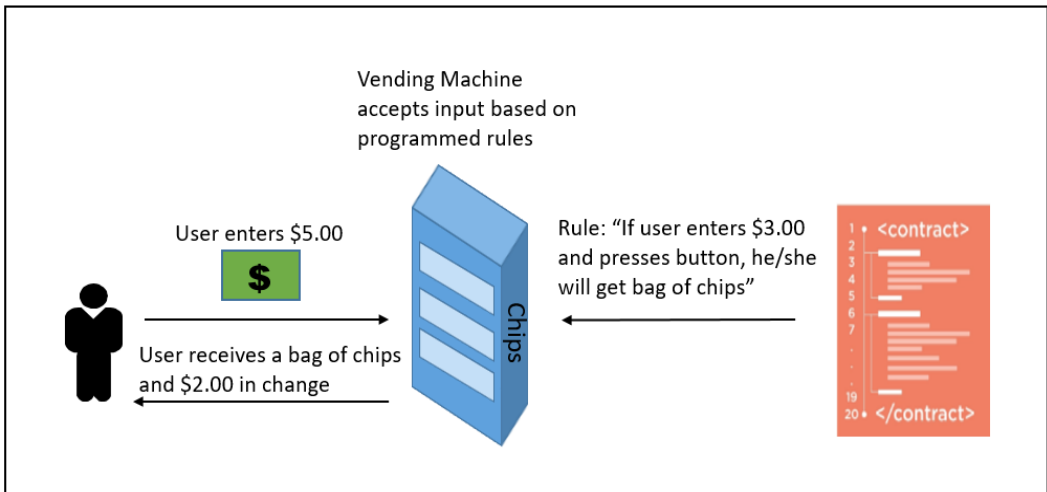 Vending Machine
accepts input based on
programmed rules
User enters $5.00
$
User receives a bag of chips
and $2.00 in change
Chips
Rule: “If user enters $3.00
and presses button, he/she
will get bag of chips”
1 <contract>
2
3
4
5
6
7
.
.
.
19
20 </contract>